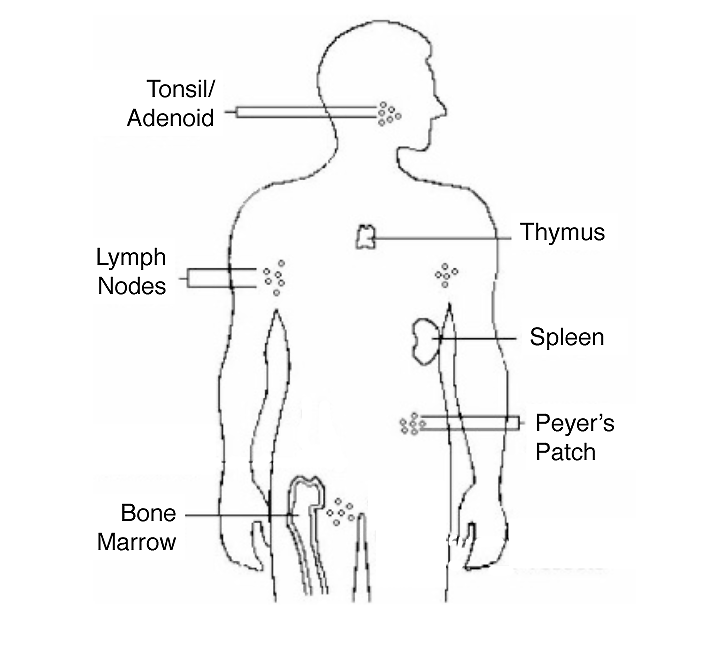 Tonsil/
Adenoid
Thymus
Lymph
Nodes
Spleen
Peyer's
Patch
Bone
Marrow